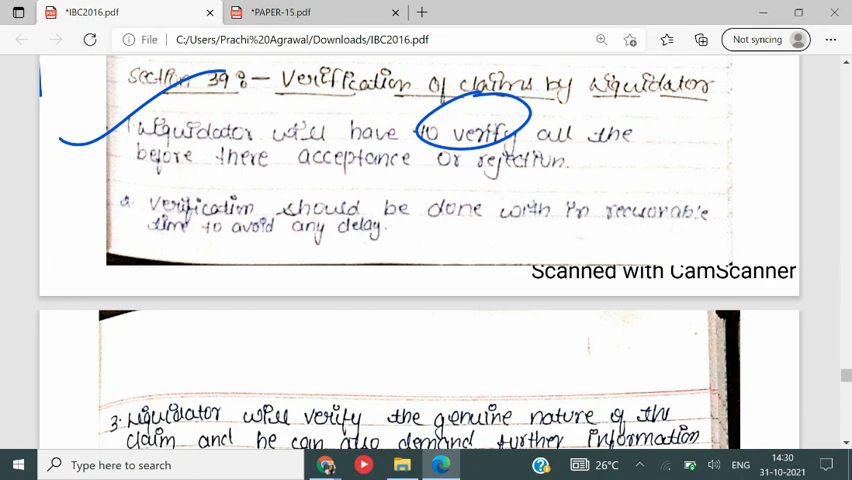 *IBC2016.pdf
*PAPER-15.pdf
File C:/Users/Prachi%20Agrawal/Downloads/IBC2016.pdf
Not syncing
Section 39:- Verification of claims by Liquidator
1. Liquidator will have to verify all the
before there acceptance or rejection.
2. Verification should be done with in reasonable
time to avoid any delay.
Scanned with CamScanner
3. Liquidator will verify the genuine nature of the
claim and he can also demand further information
Type here to search
26°C
ENG
14:30
31-10-2021